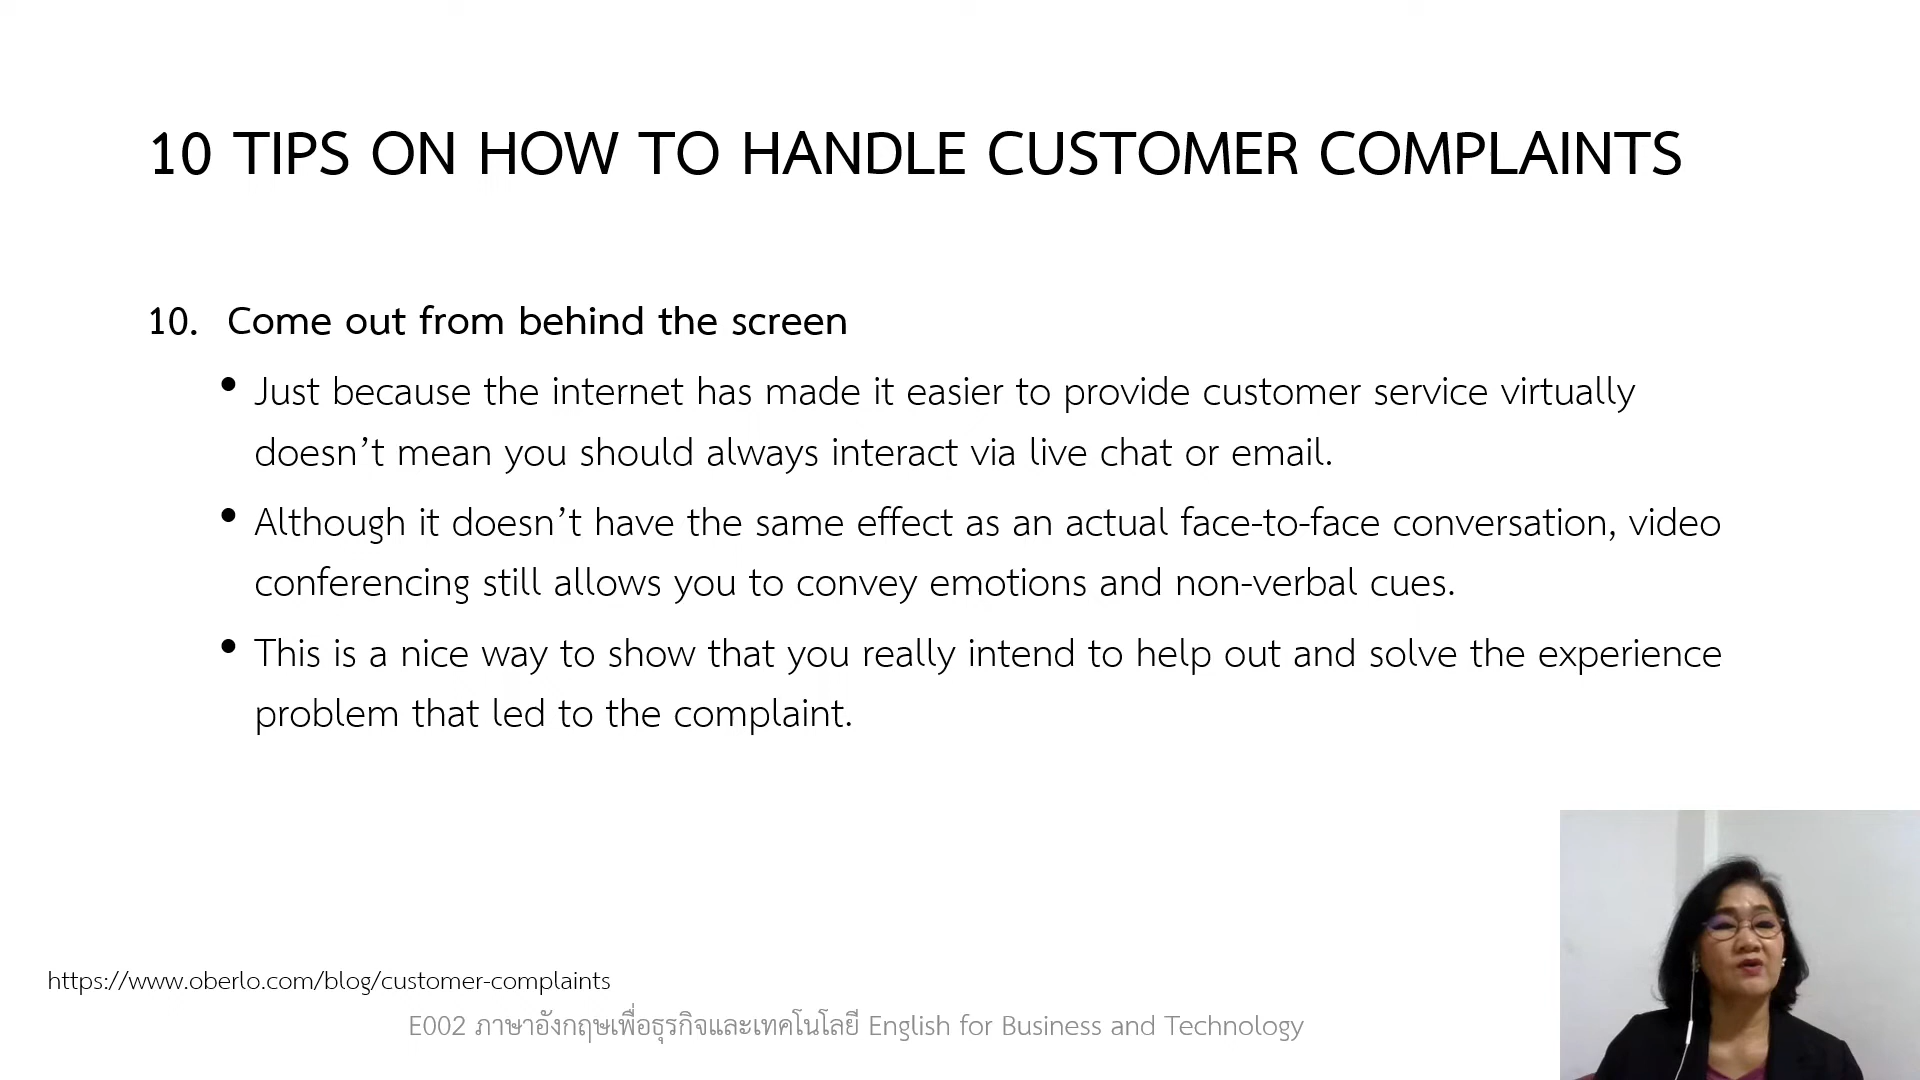 10 TIPS ON HOW TO HANDLE CUSTOMER COMPLAINTS
10. Come out from behind the screen
• Just because the internet has made it easier to provide customer service virtually
doesn’t mean you should always interact via live chat or email.
• Although it doesn’t have the same effect as an actual face-to-face conversation, video
conferencing still allows you to convey emotions and non-verbal cues.
• This is a nice way to show that you really intend to help out and solve the experience
problem that led to the complaint.
https://www.oberlo.com/blog/customer-complaints
E002 ภาษาอังกฤษเพื่อธุรกิจและเทคโนโลยี English for Business and Technology